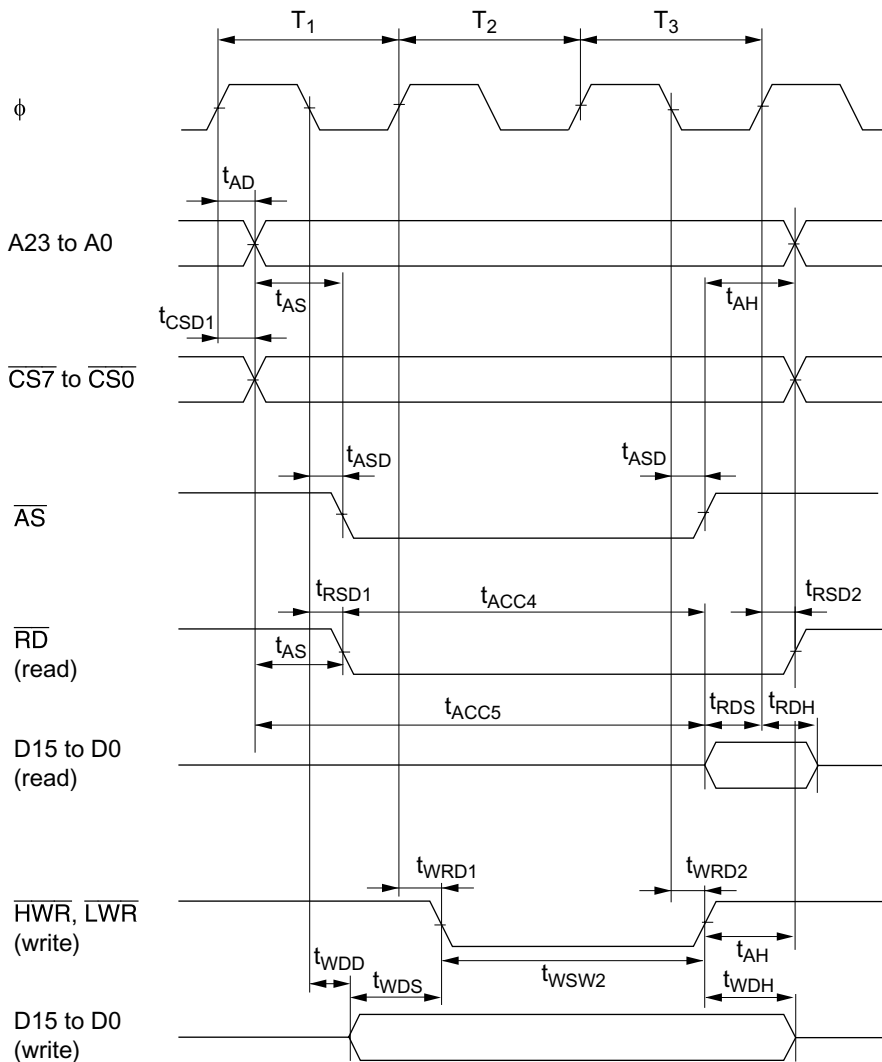 T1 T2 T3
ϕ
tAD
A23 to A0
tAS tAH
tCSD1
CS7 to CS0
tASD tASD
AS
tRSD1 tACC4 tRSD2
RD
(read)
tAS
tACC5 tRDS tRDH
D15 to D0
(read)
tWRD1 tWRD2
HWR, LWR
(write)
tAH
tWDD tWDS tWSW2 tWDH
D15 to D0
(write)